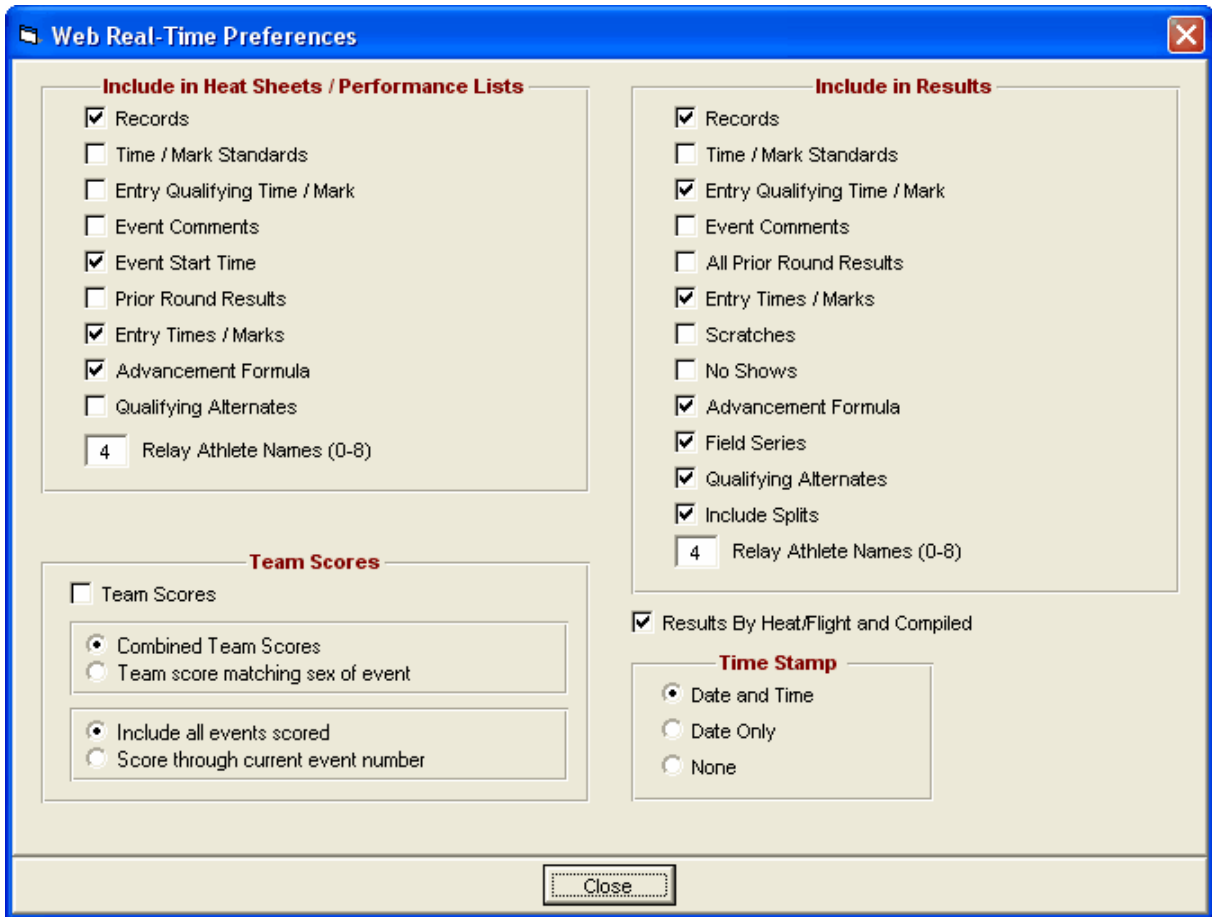 Web Real-Time Preferences
Include in Heat Sheets / Performance Lists
Records
Time / Mark Standards
Entry Qualifying Time / Mark
Event Comments
Event Start Time
Prior Round Results
Entry Times / Marks
Advancement Formula
Qualifying Alternates
4 Relay Athlete Names (0-8)
Team Scores
Team Scores
Combined Team Scores
Team score matching sex of event
Include all events scored
Score through current event number
Include in Results
Records
Time / Mark Standards
Entry Qualifying Time / Mark
Event Comments
All Prior Round Results
Entry Times / Marks
Scratches
No Shows
Advancement Formula
Field Series
Qualifying Alternates
Include Splits
4 Relay Athlete Names (0-8)
Results By Heat/Flight and Compiled
Time Stamp
Date and Time
Date Only
None
Close